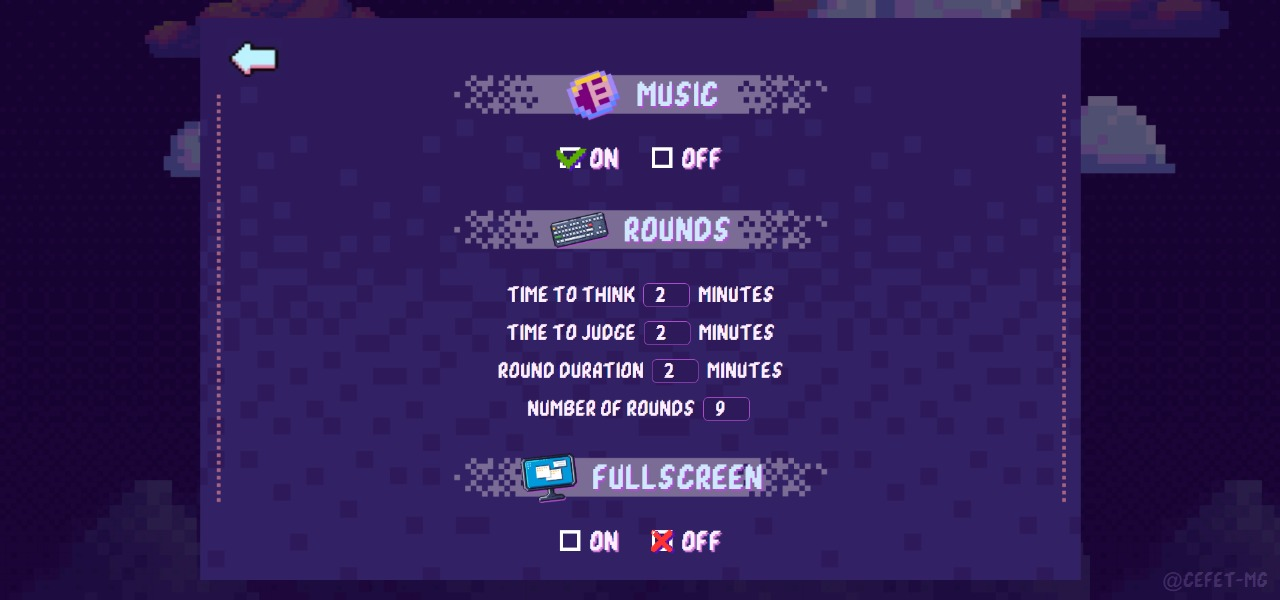 MUSIC
ON OFF
ROUNDS
TIME TO THINK 2 MINUTES
TIME TO JUDGE 2 MINUTES
ROUND DURATION 2 MINUTES
NUMBER OF ROUNDS 9
FULLSCREEN
ON OFF
@CEFET-MG